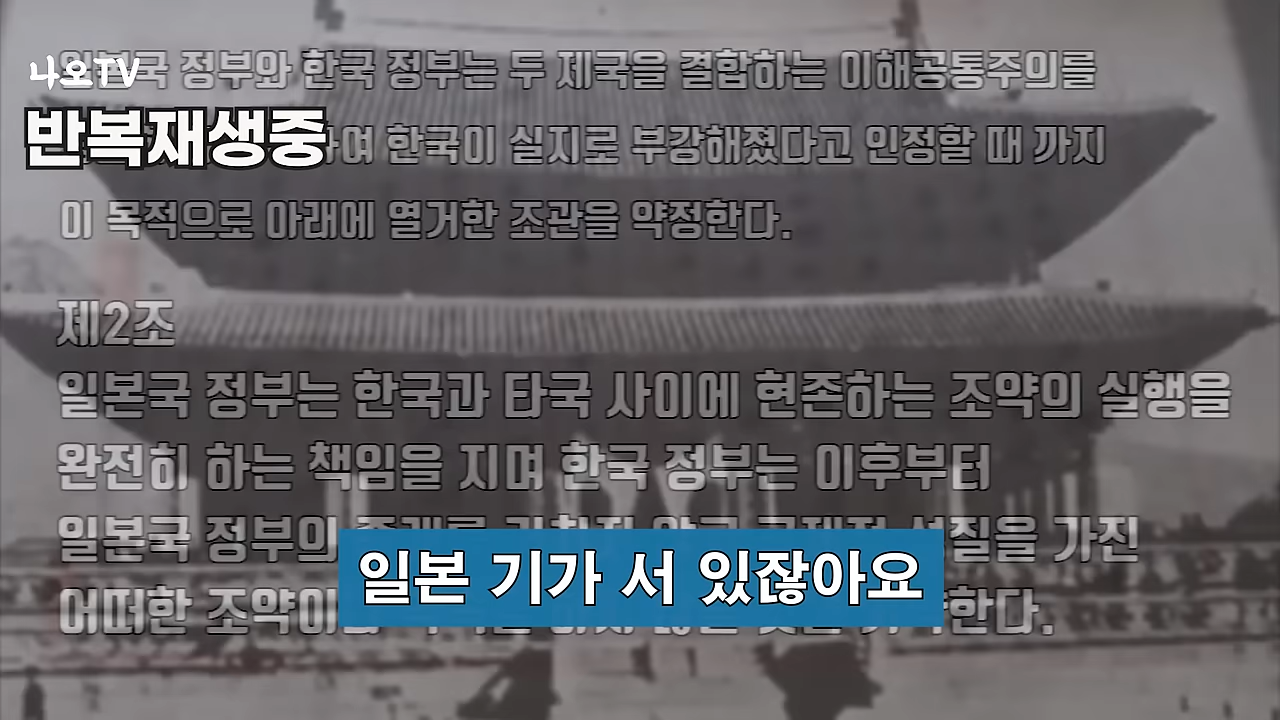 나오TV
일본국 정부와 한국 정부는 두 제국을 결합하는 이해공통주의를
반복재생중
한국이 실지로 부강해졌다고 인정할 때 까지
이 목적으로 아래에 열거한 조관을 약정한다.
제2조
일본국 정부는 한국과 타국 사이에 현존하는 조약의 실행을
완전히 하는 책임을 지며 한국 정부는 이후부터
일본국 정부의 성질을 가진
어떠한
일본 기가 서 있잖아요